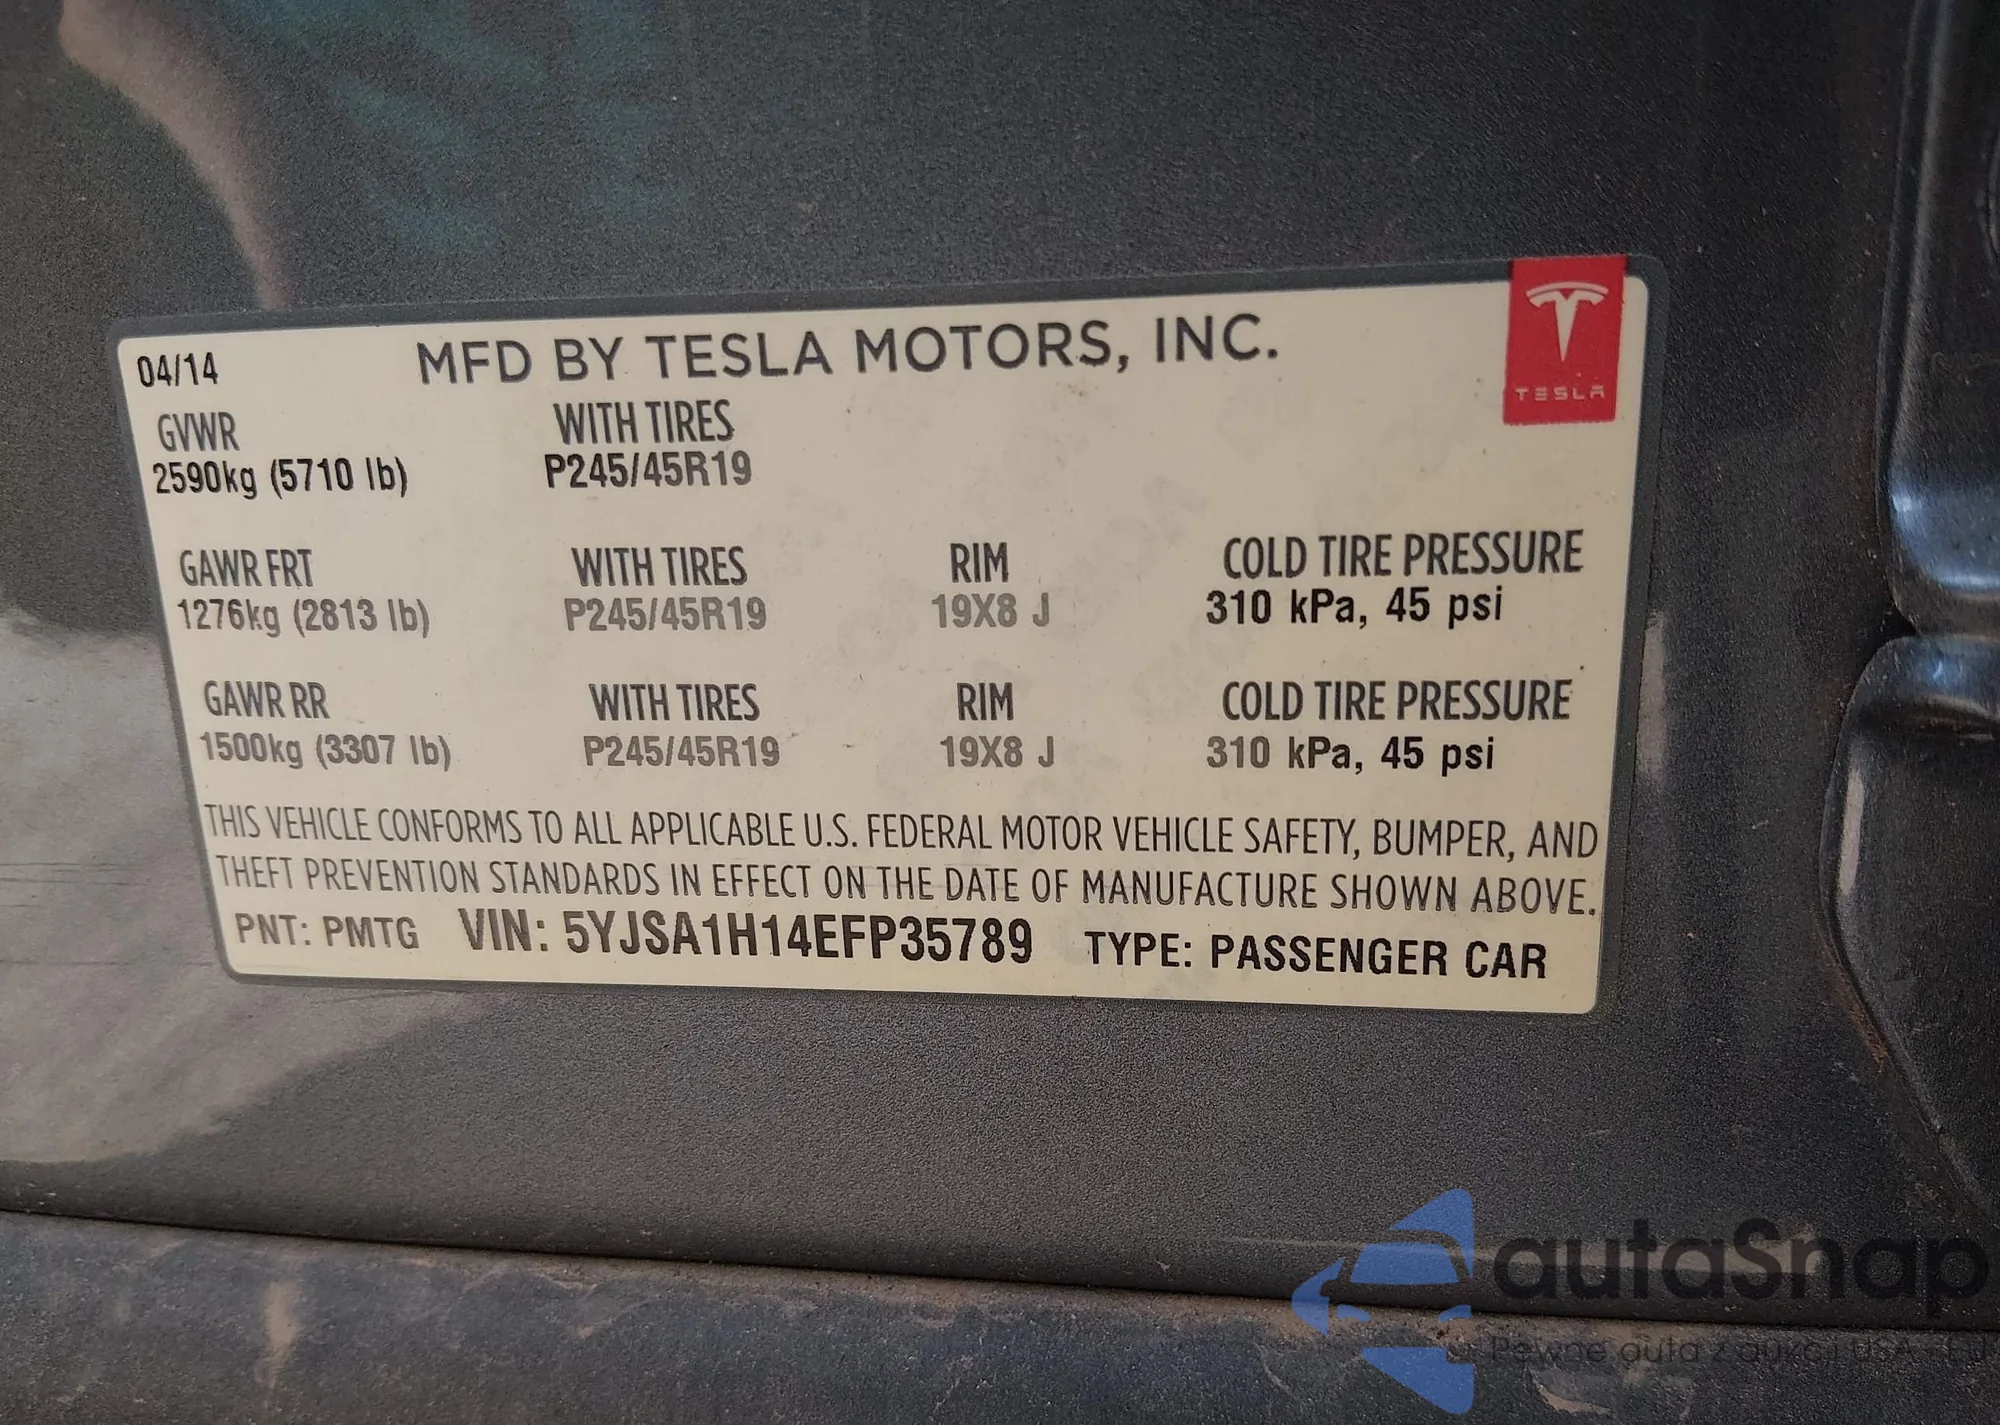 04/14 MFD BY TESLA MOTORS, INC.
TESLA
GVWR WITH TIRES
2590kg (5710 lb) P245/45R19
GAWR FRT WITH TIRES RIM COLD TIRE PRESSURE
1276kg (2813 lb) P245/45R19 19X8 J 310 kPa, 45 psi
GAWR RR WITH TIRES RIM COLD TIRE PRESSURE
1500kg (3307 lb) P245/45R19 19X8 J 310 kPa, 45 psi
THIS VEHICLE CONFORMS TO ALL APPLICABLE U.S. FEDERAL MOTOR VEHICLE SAFETY, BUMPER, AND
THEFT PREVENTION STANDARDS IN EFFECT ON THE DATE OF MANUFACTURE SHOWN ABOVE.
PNT: PMTG VIN: 5YJSA1H14EFP35789 TYPE: PASSENGER CAR
autaSnap
Pewne auta z aukcji USA